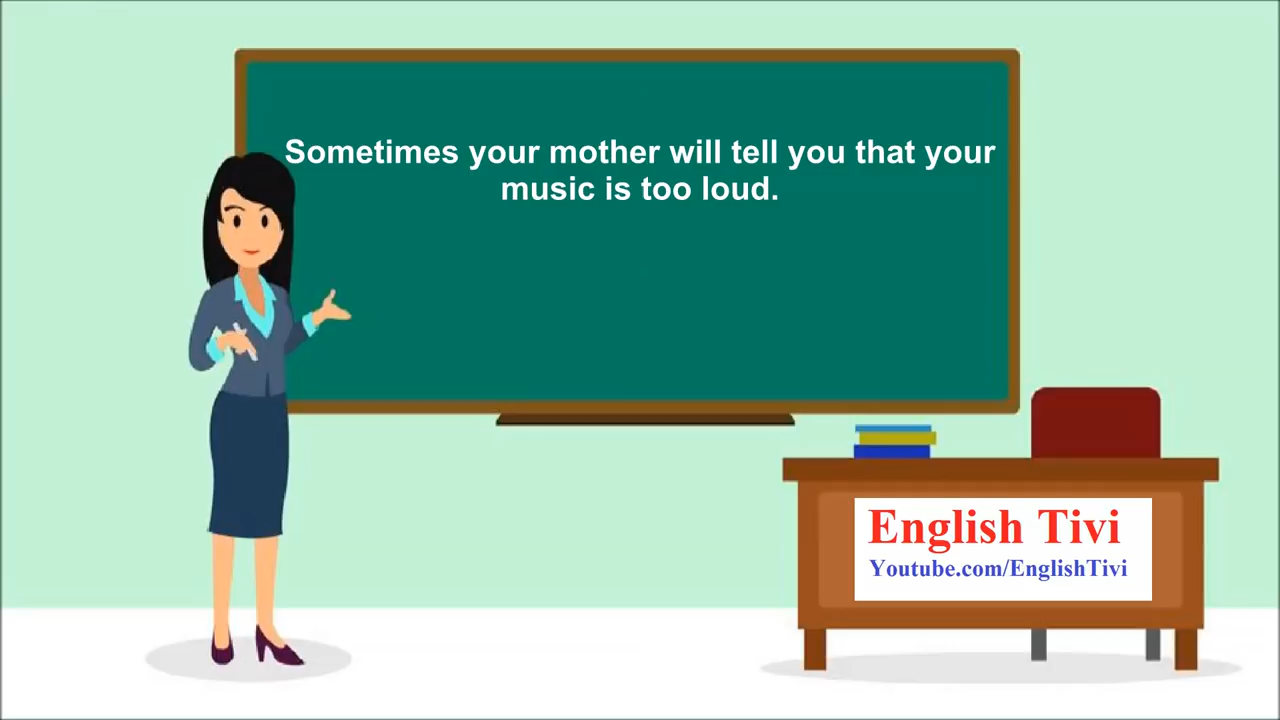 Sometimes your mother will tell you that your
music is too loud.
English Tivi
Youtube.com/EnglishTivi